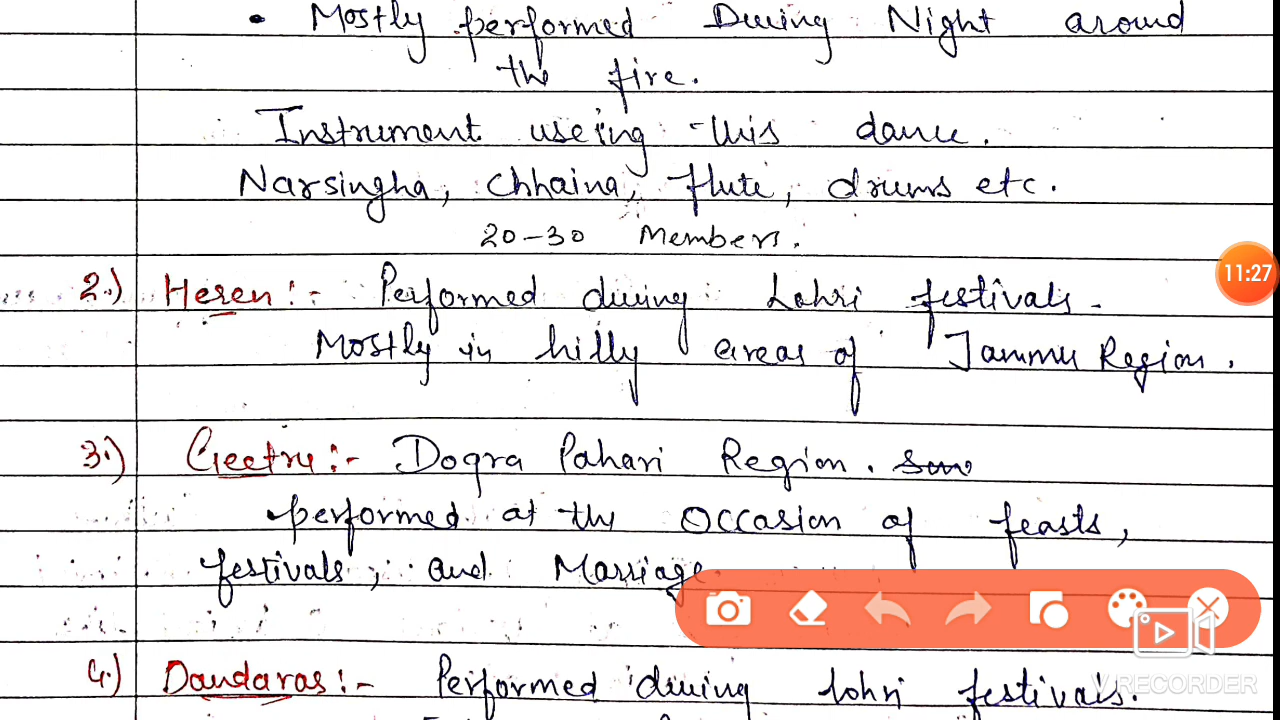 • Mostly performed During Night around
the fire.
Instrument useing this dance.
Narsingha, Chhaina, flute, drums etc.
20-30 Members.
2.) Heren:- Performed during Lohri festivals.
Mostly in hilly areas of Jammu Region.
3.) Geetru:- Dogra Pahari Region.
• performed at the Occasion of feasts,
festivals, and Marriage.
4.) Dandaras:- Performed during Lohri festivals.
11:27
V RECORDER